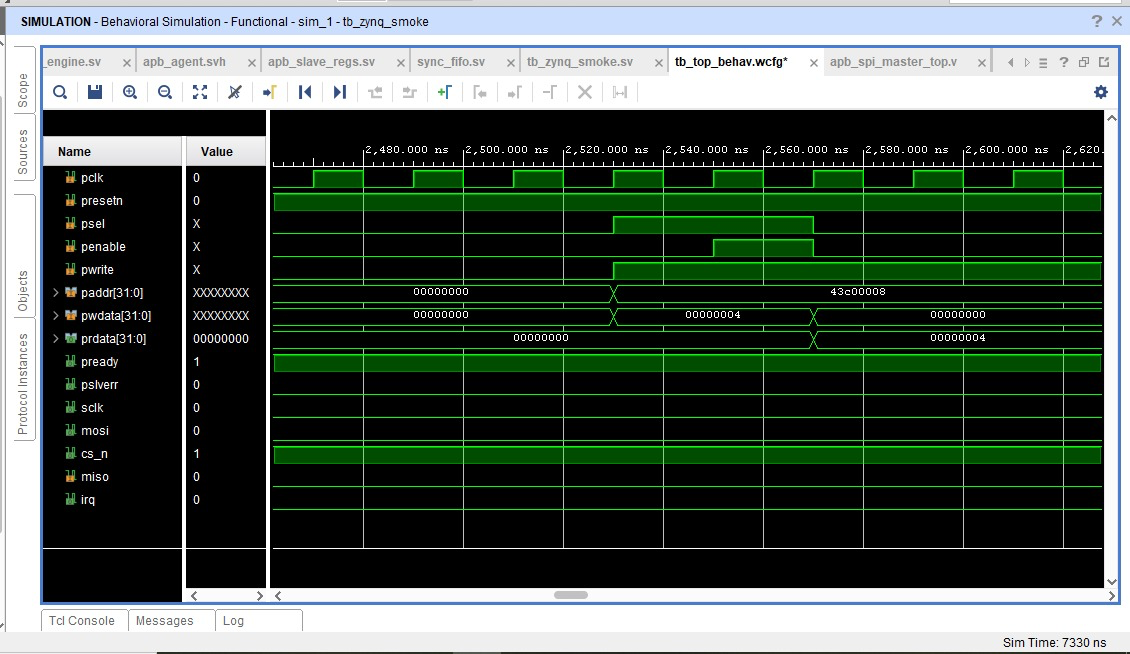 SIMULATION - Behavioral Simulation - Functional - sim_1 - tb_zynq_smoke
? ×
_engine.sv × apb_agent.svh × apb_slave_regs.sv × sync_fifo.sv × tb_zynq_smoke.sv × tb_top_behav.wcfg* × apb_spi_master_top.v × ?
Scope
Sources
Objects
Protocol Instances
Name Value
2,480.000 ns 2,500.000 ns 2,520.000 ns 2,540.000 ns 2,560.000 ns 2,580.000 ns 2,600.000 ns 2,620.
pclk 0
presetn 0
psel X
penable X
pwrite X
paddr[31:0] XXXXXXXX 00000000 43c00008
pwdata[31:0] XXXXXXXX 00000000 00000004 00000000
prdata[31:0] 00000000 00000000 00000004
pready 1
pslverr 0
sclk 0
mosi 0
cs_n 1
miso 0
irq 0
Tcl Console Messages Log
Sim Time: 7330 ns